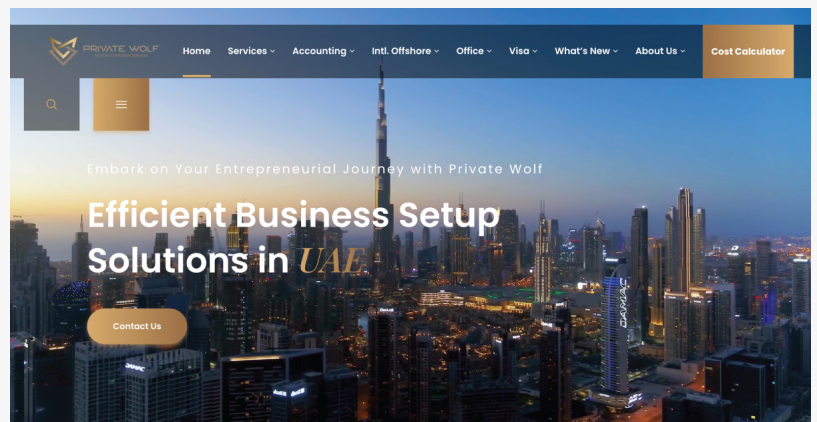 PRIVATE WOLF
Home
Services
Accounting
Intl. Offshore
Office
Visa
What's New
About Us
Cost Calculator
Embark on Your Entrepreneurial Journey with Private Wolf
Efficient Business Setup
Solutions in UAE
Contact Us
DAMAC
DAMAC